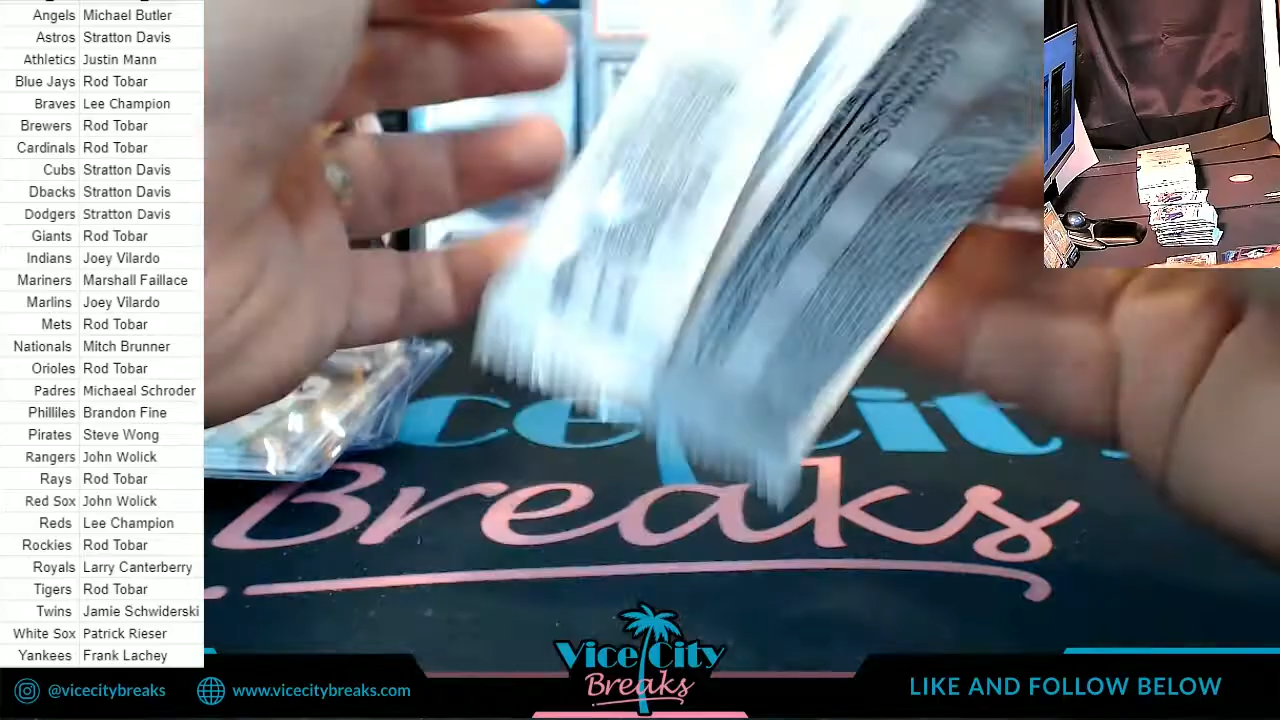 Angels Michael Butler
Astros Stratton Davis
Athletics Justin Mann
Blue Jays Rod Tobar
Braves Lee Champion
Brewers Rod Tobar
Cardinals Rod Tobar
Cubs Stratton Davis
Dbacks Stratton Davis
Dodgers Stratton Davis
Giants Rod Tobar
Indians Joey Vilardo
Mariners Marshall Faillace
Marlins Joey Vilardo
Mets Rod Tobar
Nationals Mitch Brunner
Orioles Rod Tobar
Padres Michaeal Schroder
Phillies Brandon Fine
Pirates Steve Wong
Rangers John Wolick
Rays Rod Tobar
Red Sox John Wolick
Reds Lee Champion
Rockies Rod Tobar
Royals Larry Canterberry
Tigers Rod Tobar
Twins Jamie Schwiderski
White Sox Patrick Rieser
Yankees Frank Lachey
Breaks
@vicecitybreaks
www.vicecitybreaks.com
Vice City
Breaks
LIKE AND FOLLOW BELOW